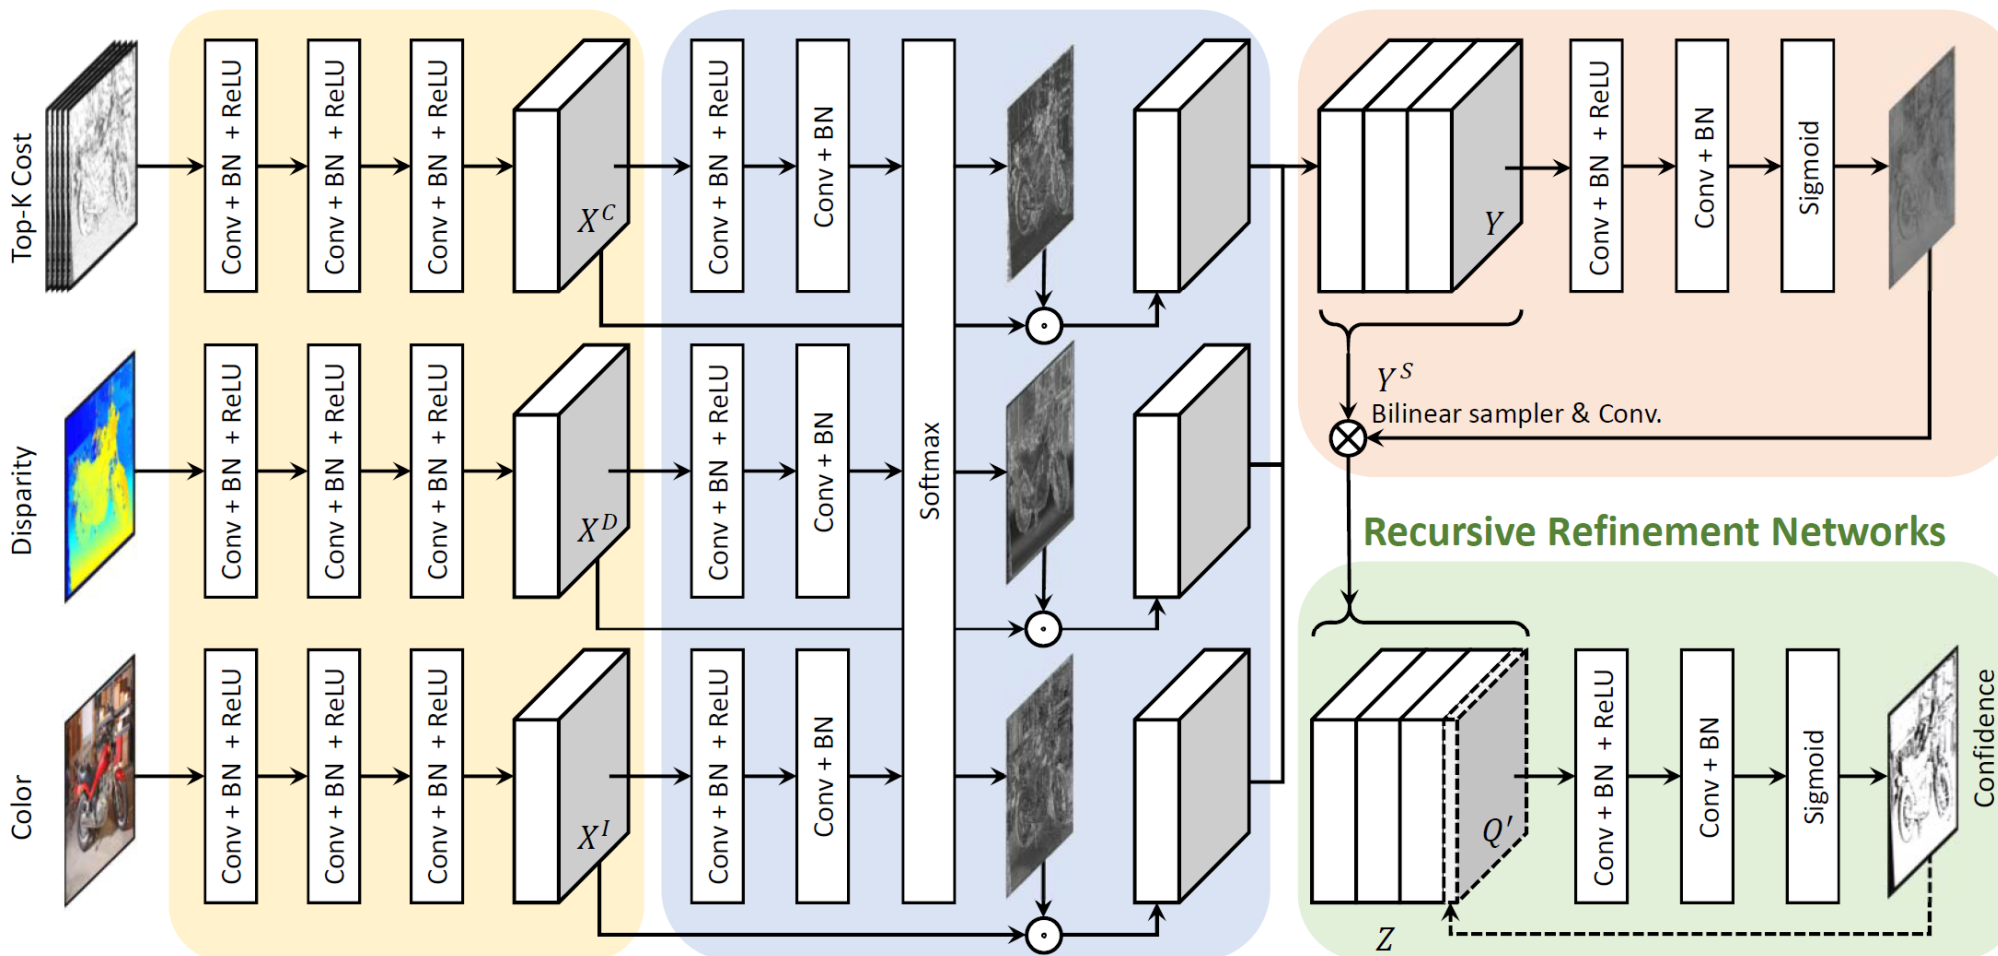 Top-K Cost
Conv + BN + ReLU
Conv + BN + ReLU
Conv + BN + ReLU
X^C
Conv + BN + ReLU
Conv + BN
Softmax
Y
Conv + BN + ReLU
Conv + BN
Sigmoid
Y^S
Bilinear sampler & Conv.
Disparity
Conv + BN + ReLU
Conv + BN + ReLU
Conv + BN + ReLU
X^D
Conv + BN + ReLU
Conv + BN
Recursive Refinement Networks
Color
Conv + BN + ReLU
Conv + BN + ReLU
Conv + BN + ReLU
X^I
Conv + BN + ReLU
Conv + BN
Q′
Z
Conv + BN + ReLU
Conv + BN
Sigmoid
Confidence